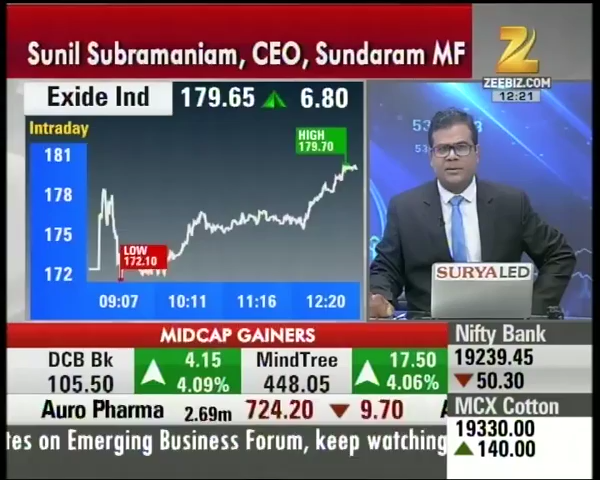 Sunil Subramaniam, CEO, Sundaram MF
ZEEBIZ.COM
12:21
Exide Ind 179.65 6.80
Intraday
181
178
175
172
HIGH
179.70
LOW
172.10
09:07 10:11 11:16 12:20
SURYA LED
MIDCAP GAINERS
DCB Bk 4.15 MindTree 17.50
105.50 4.09% 448.05 4.06%
Auro Pharma 2.69m 724.20 9.70
tes on Emerging Business Forum, keep watching
Nifty Bank
19239.45
50.30
MCX Cotton
19330.00
140.00